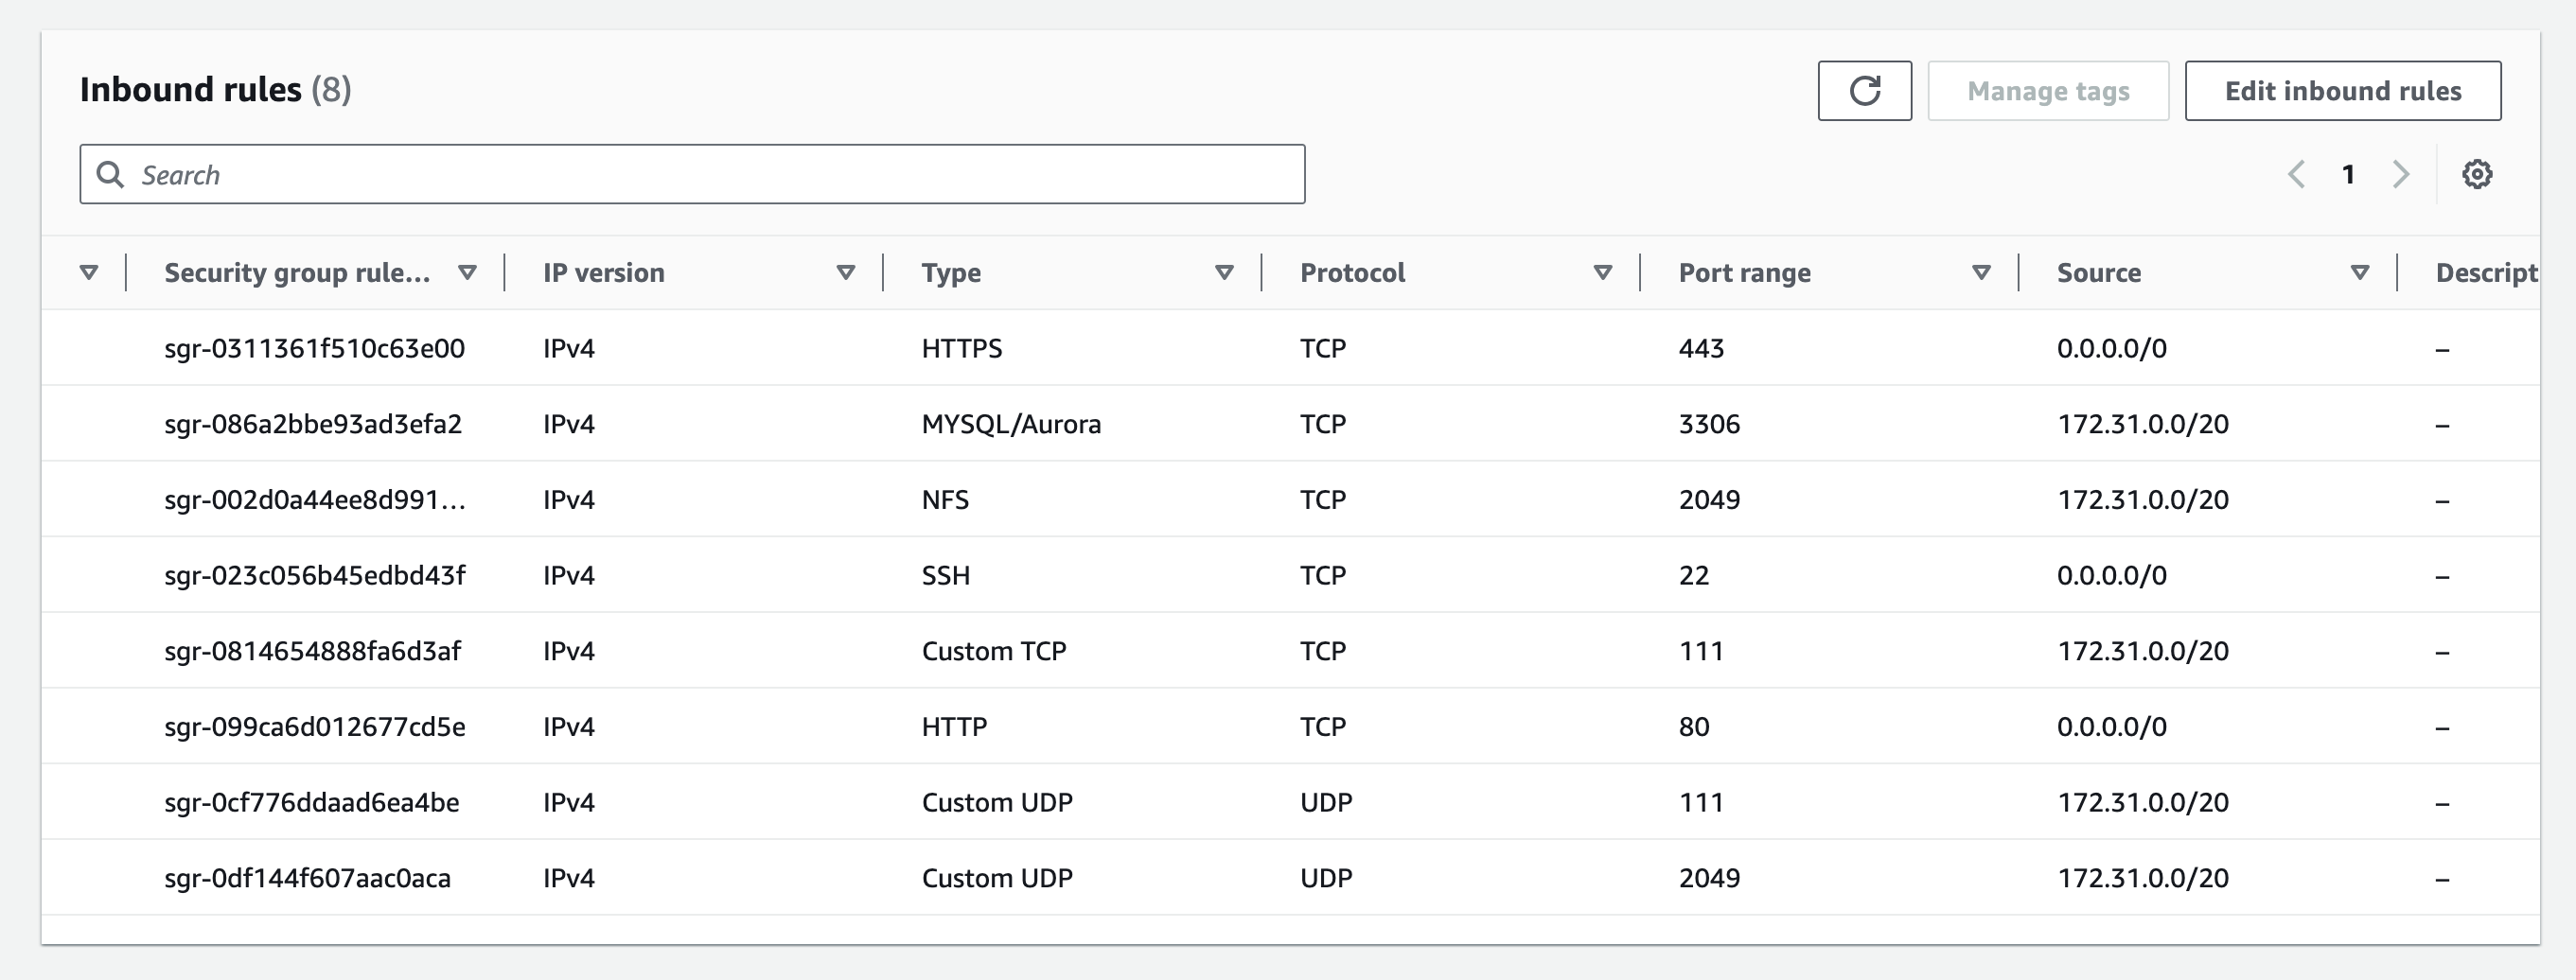 Inbound rules (8)
Manage tags
Edit inbound rules
Search
1
Security group rule... IP version Type Protocol Port range Source Descript
sgr-0311361f510c63e00 IPv4 HTTPS TCP 443 0.0.0.0/0 –
sgr-086a2bbe93ad3efa2 IPv4 MYSQL/Aurora TCP 3306 172.31.0.0/20 –
sgr-002d0a44ee8d991... IPv4 NFS TCP 2049 172.31.0.0/20 –
sgr-023c056b45edbd43f IPv4 SSH TCP 22 0.0.0.0/0 –
sgr-0814654888fa6d3af IPv4 Custom TCP TCP 111 172.31.0.0/20 –
sgr-099ca6d012677cd5e IPv4 HTTP TCP 80 0.0.0.0/0 –
sgr-0cf776ddaad6ea4be IPv4 Custom UDP UDP 111 172.31.0.0/20 –
sgr-0df144f607aac0aca IPv4 Custom UDP UDP 2049 172.31.0.0/20 –